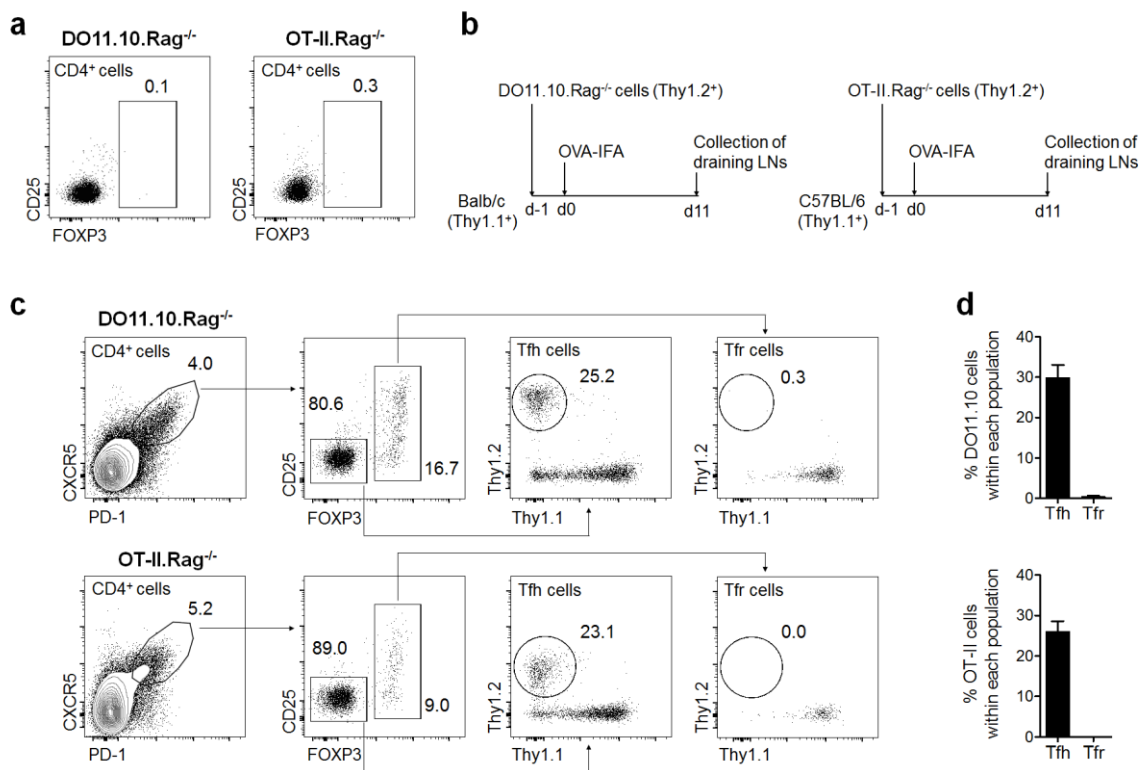 a
DO11.10.Rag-/-
OT-II.Rag-/-
CD4+ cells
0.1
CD25
FOXP3
CD4+ cells
0.3
CD25
FOXP3
b
DO11.10.Rag-/- cells (Thy1.2+)
OVA-IFA
Collection of
draining LNs
Balb/c
(Thy1.1+)
d-1
d0
d11
OT-II.Rag-/- cells (Thy1.2+)
OVA-IFA
Collection of
draining LNs
C57BL/6
(Thy1.1+)
d-1
d0
d11
c
DO11.10.Rag-/-
CD4+ cells
4.0
CXCR5
PD-1
80.6
16.7
CD25
FOXP3
Tfh cells
25.2
Thy1.2
Thy1.1
Tfr cells
0.3
Thy1.2
Thy1.1
OT-II.Rag-/-
CD4+ cells
5.2
CXCR5
PD-1
89.0
9.0
CD25
FOXP3
Tfh cells
23.1
Thy1.2
Thy1.1
Tfr cells
0.0
Thy1.2
Thy1.1
d
% DO11.10 cells
within each population
40
30
20
10
0
Tfh
Tfr
% OT-II cells
within each population
40
30
20
10
0
Tfh
Tfr